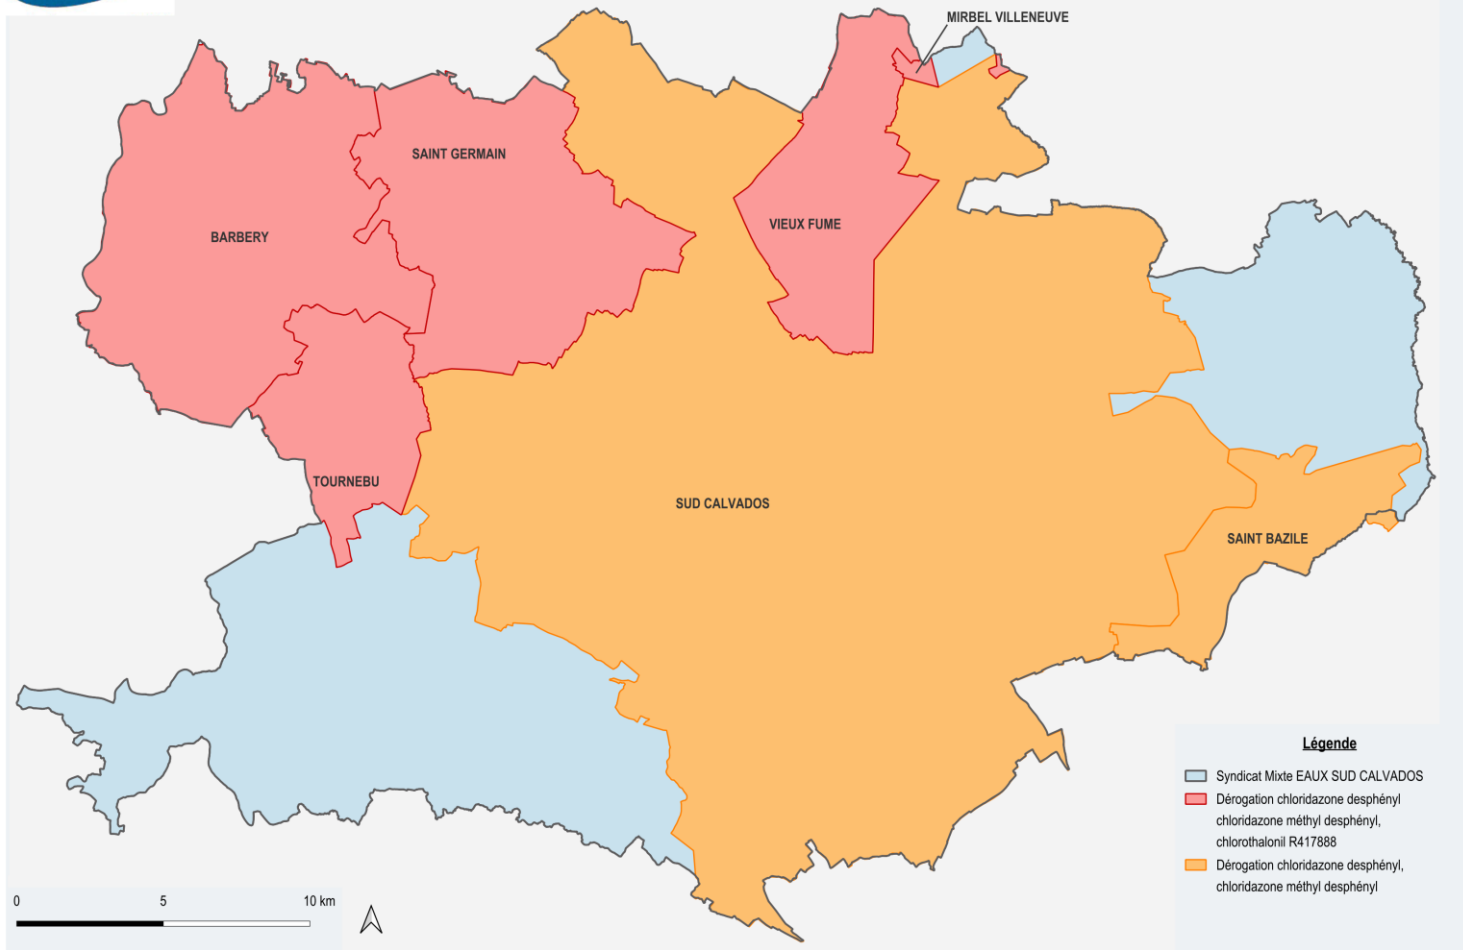 MIRBEL VILLENEUVE
SAINT GERMAIN
VIEUX FUME
BARBERY
TOURNEBU
SUD CALVADOS
SAINT BAZILE
Légende
Syndicat Mixte EAUX SUD CALVADOS
Dérogation chloridazone desphényl
chloridazone méthyl desphényl,
chlorothalonil R417888
Dérogation chloridazone desphényl,
chloridazone méthyl desphényl
0 5 10 km